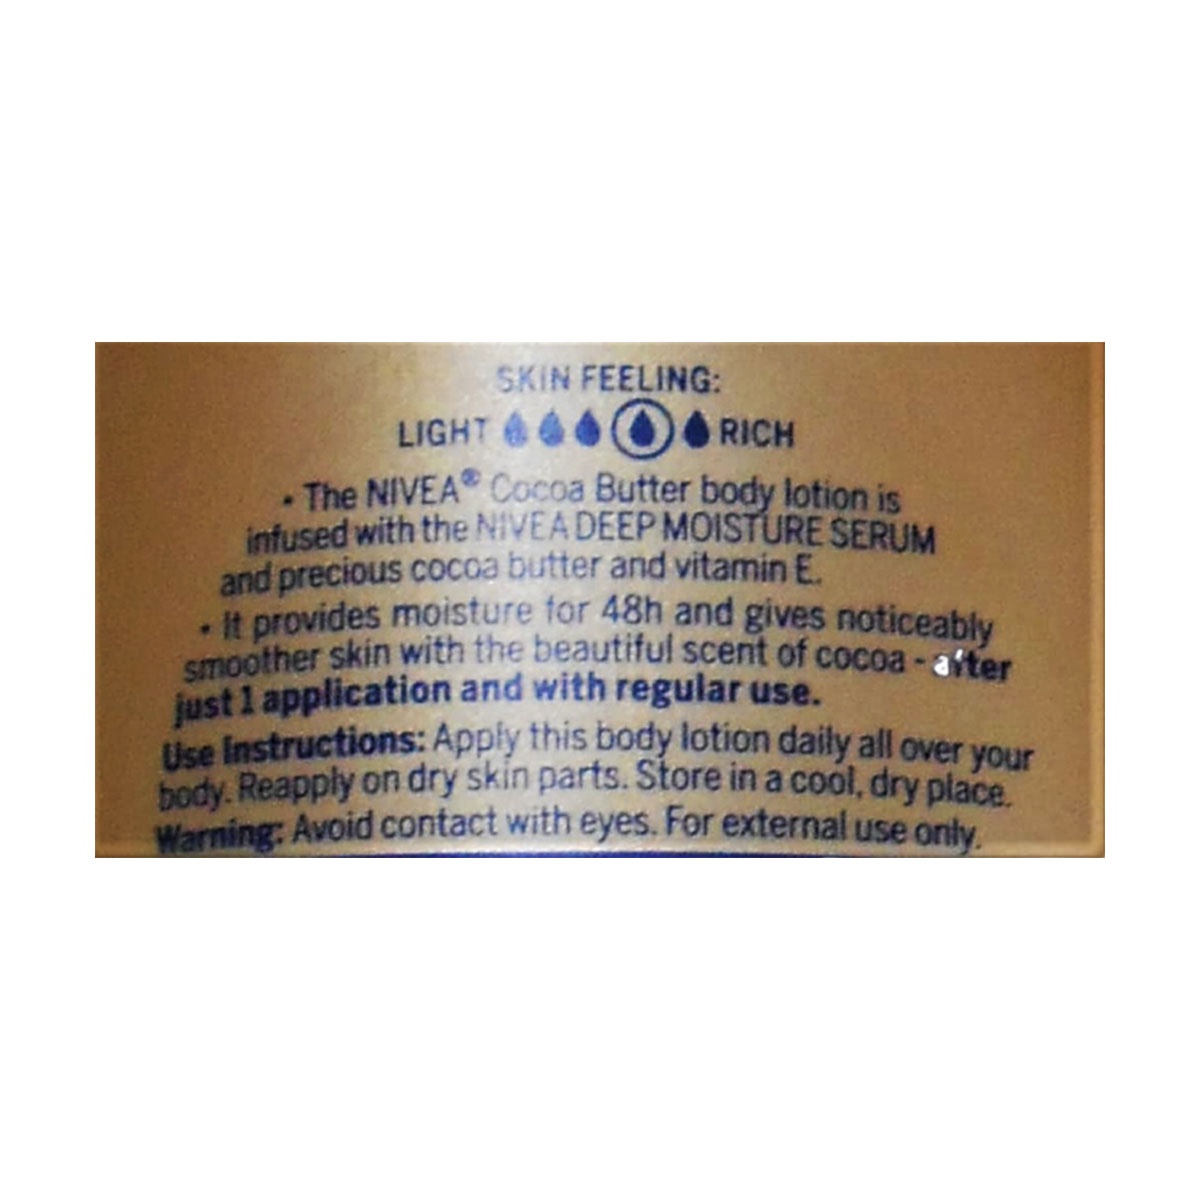 SKIN FEELING:
LIGHT RICH
• The NIVEA® Cocoa Butter body lotion is
infused with the NIVEA DEEP MOISTURE SERUM
and precious cocoa butter and vitamin E.
• It provides moisture for 48h and gives noticeably
smoother skin with the beautiful scent of cocoa - after
just 1 application and with regular use.
Use Instructions: Apply this body lotion daily all over your
body. Reapply on dry skin parts. Store in a cool, dry place.
Warning: Avoid contact with eyes. For external use only.